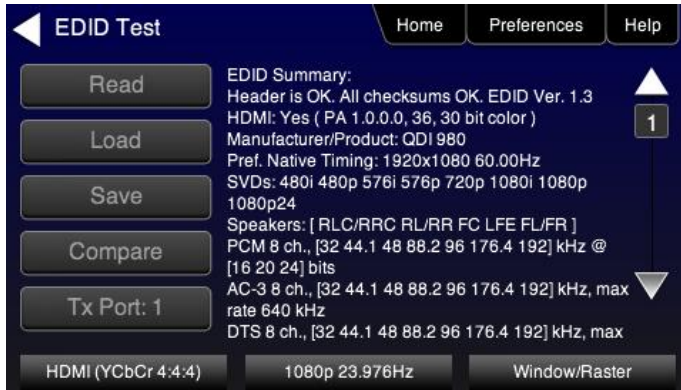 EDID Test
Home
Preferences
Help
Read
Load
Save
Compare
Tx Port: 1
EDID Summary:
Header is OK. All checksums OK. EDID Ver. 1.3
HDMI: Yes ( PA 1.0.0.0, 36, 30
bit color )
Manufacturer/Product: QDI 980
Pref. Native Timing: 1920x1080 60.00Hz
SVDs: 480i 480p 576i 576p 720p 1080i 1080p
1080p24
Speakers: [ RLC/RRC RL/RR FC LFE FL/FR ]
PCM 8 ch., [32 44.1 48 88.2 96 176.4 192] kHz @
[16 20 24] bits
AC-3 8 ch., [32 44.1 48 88.2 96 176.4 192] kHz, max
rate 640 kHz
DTS 8 ch., [32 44.1 48 88.2 96 176.4 192] kHz, max
1
HDMI (YCbCr 4:4:4)
1080p 23.976Hz
Window/Raster